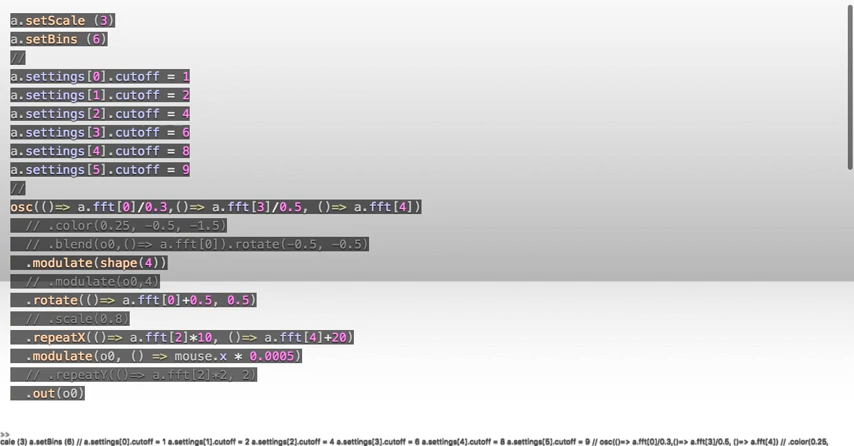 a.setScale (3)
a.setBins (6)
//
a.settings[0].cutoff = 1
a.settings[1].cutoff = 2
a.settings[2].cutoff = 4
a.settings[3].cutoff = 6
a.settings[4].cutoff = 8
a.settings[5].cutoff = 9
//
osc(()=> a.fft[0]/0.3,()=> a.fft[3]/0.5, ()=> a.fft[4])
// .color(0.25, -0.5, -1.5)
// .blend(o0,()=> a.fft[0]).rotate(-0.5, -0.5)
.modulate(shape(4))
// .modulate(o0,4)
.rotate(()=> a.fft[0]+0.5, 0.5)
// .scale(0.8)
.repeatX(()=> a.fft[2]*10, ()=> a.fft[4]+20)
.modulate(o0, () => mouse.x * 0.0005)
// .repeatY(()=> a.fft[2]*2, 2)
.out(o0)
>>
cale (3) a.setBins (6) // a.settings[0].cutoff = 1 a.settings[1].cutoff = 2 a.settings[2].cutoff = 4 a.settings[3].cutoff = 6 a.settings[4].cutoff = 8 a.settings[5].cutoff = 9 // osc(()=> a.fft[0]/0.3,()=> a.fft[3]/0.5, ()=> a.fft[4]) // .color(0.25,